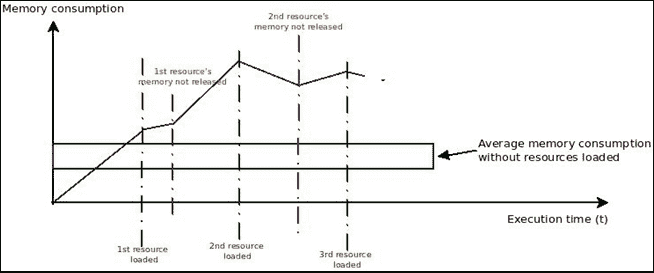 Memory consumption
2nd resource's
memory not released
1st resource's
memory not released
Average memory consumption
without resources loaded
Execution time (t)
1st resource
loaded
2nd resource
loaded
3rd resource
loaded